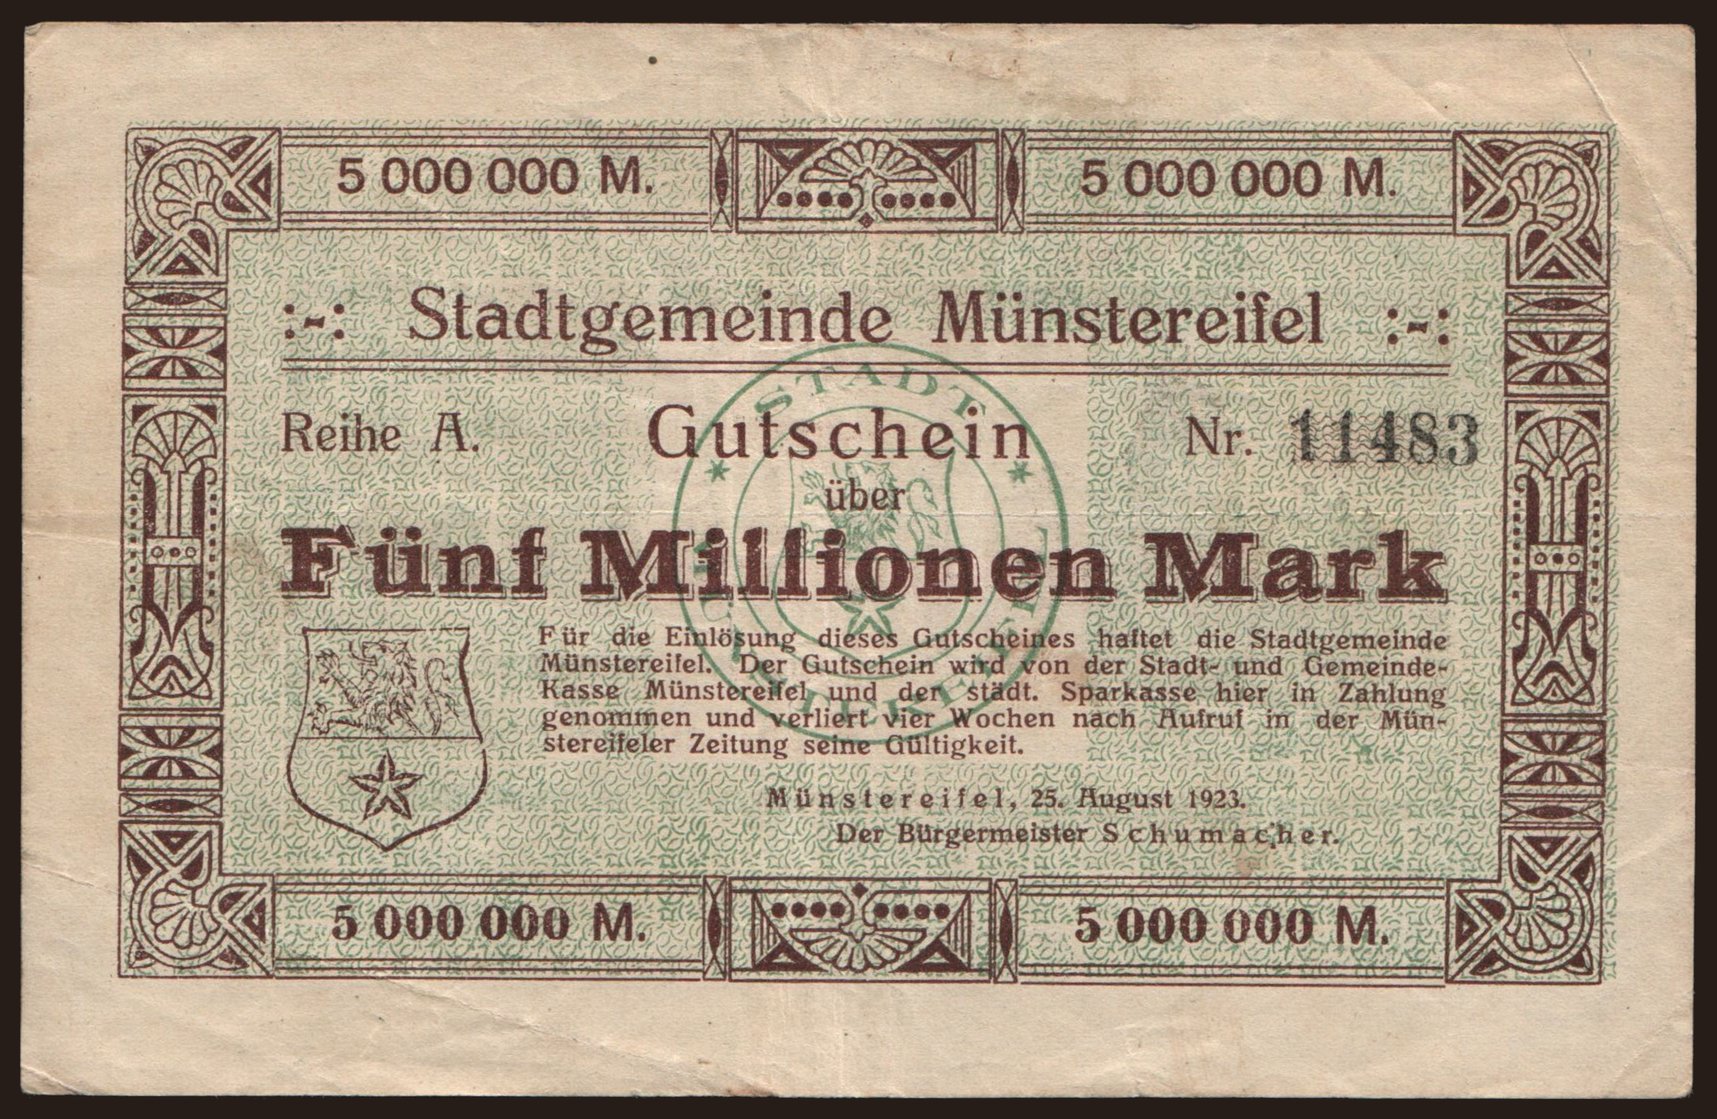 5 000 000 M. 5 000 000 M.
:-: Stadtgemeinde Münstereifel :-:
Reihe A. Gutschein Nr. 11483
über
Fünf Millionen Mark
Für die Einlösung dieses Gutscheines haftet die Stadtgemeinde
Münstereifel. Der Gutschein wird von der Stadt- und Gemeinde-
Kasse Münstereifel und der städt. Sparkasse hier in Zahlung
genommen und verliert vier Wochen nach Aufruf in der Mün-
stereifeler Zeitung seine Gültigkeit.
Münstereifel, 25. August 1923.
Der Bürgermeister Schumacher.
5 000 000 M. 5 000 000 M.
* STADT *
MÜNSTEREIFEL